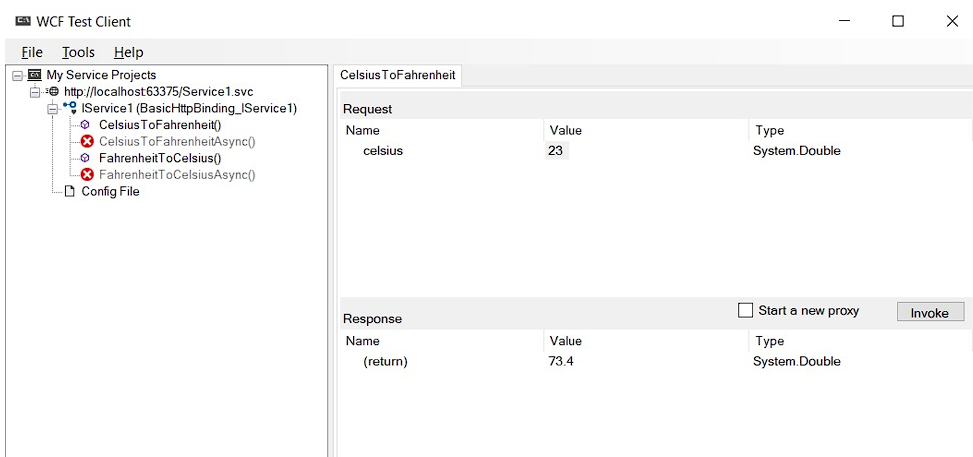 WCF Test Client
File Tools Help
My Service Projects
http://localhost:63375/Service1.svc
IService1 (BasicHttpBinding_IService1)
CelsiusToFahrenheit()
CelsiusToFahrenheitAsync()
FahrenheitToCelsius()
FahrenheitToCelsiusAsync()
Config File
CelsiusToFahrenheit
Request
Name Value Type
celsius 23 System.Double
Start a new proxy Invoke
Response
Name Value Type
(return) 73.4 System.Double